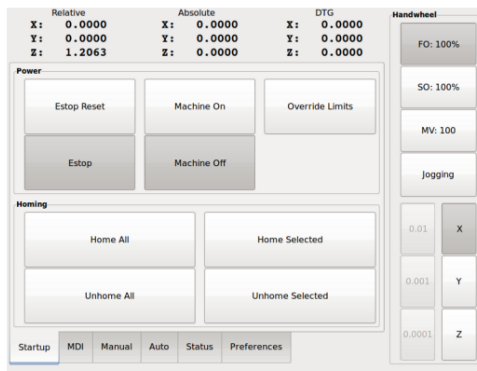 Relative Absolute DTG
X: 0.0000 X: 0.0000 X: 0.0000
Y: 0.0000 Y: 0.0000 Y: 0.0000
Z: 1.2063 Z: 0.0000 Z: 0.0000
Power
Estop Reset Machine On Override Limits
Estop Machine Off
Homing
Home All Home Selected
Unhome All Unhome Selected
Startup MDI Manual Auto Status Preferences
Handwheel
FO: 100%
SO: 100%
MV: 100
Jogging
0.01 X
0.001 Y
0.0001 Z